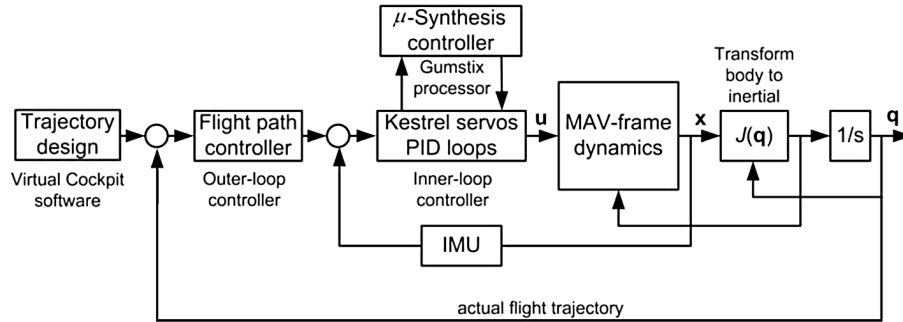 μ-Synthesis
controller
Gumstix
processor
Transform
body to
inertial
Trajectory
design
Flight path
controller
Kestrel servos
PID loops
u
MAV-frame
dynamics
x
J(q)
1/s
q
Virtual Cockpit
software
Outer-loop
controller
Inner-loop
controller
IMU
actual flight trajectory